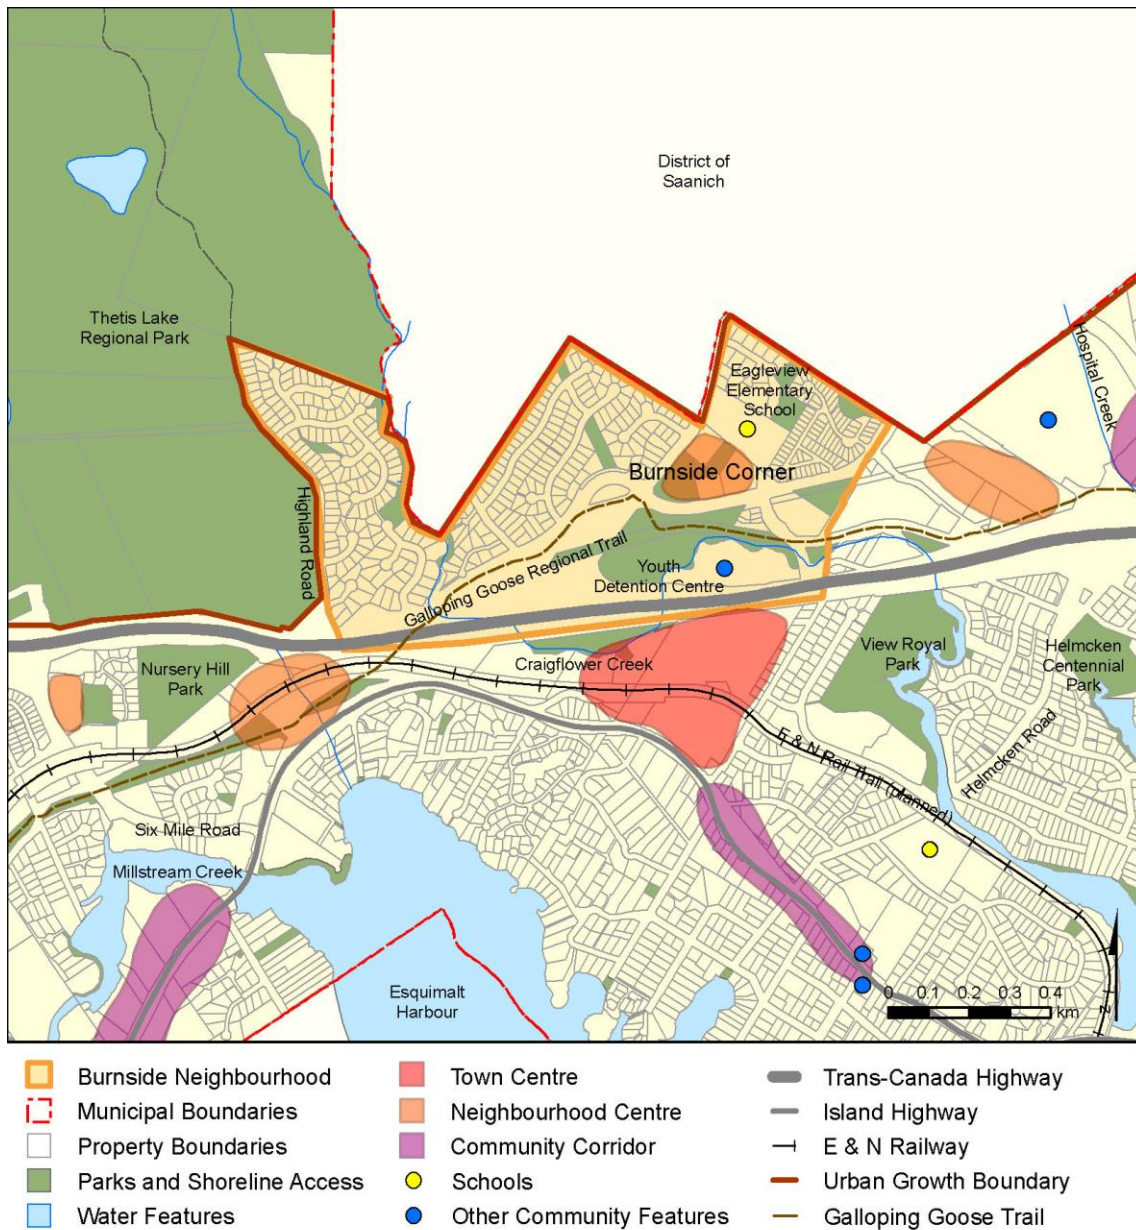 District of
Saanich
Thetis Lake
Regional Park
Hospital Creek
Eagleview
Elementary
School
Burnside Corner
Highland Road
Galloping Goose Regional Trail
Youth
Detention Centre
Craigflower Creek
Nursery Hill
Park
View Royal
Park
Helmcken
Centennial
Park
E & N Rail Trail (planned)
Helmcken Road
Six Mile Road
Millstream Creek
Esquimalt
Harbour
0 0.1 0.2 0.3 0.4
km
N
Burnside Neighbourhood
Municipal Boundaries
Property Boundaries
Parks and Shoreline Access
Water Features
Town Centre
Neighbourhood Centre
Community Corridor
Schools
Other Community Features
Trans-Canada Highway
Island Highway
E & N Railway
Urban Growth Boundary
Galloping Goose Trail